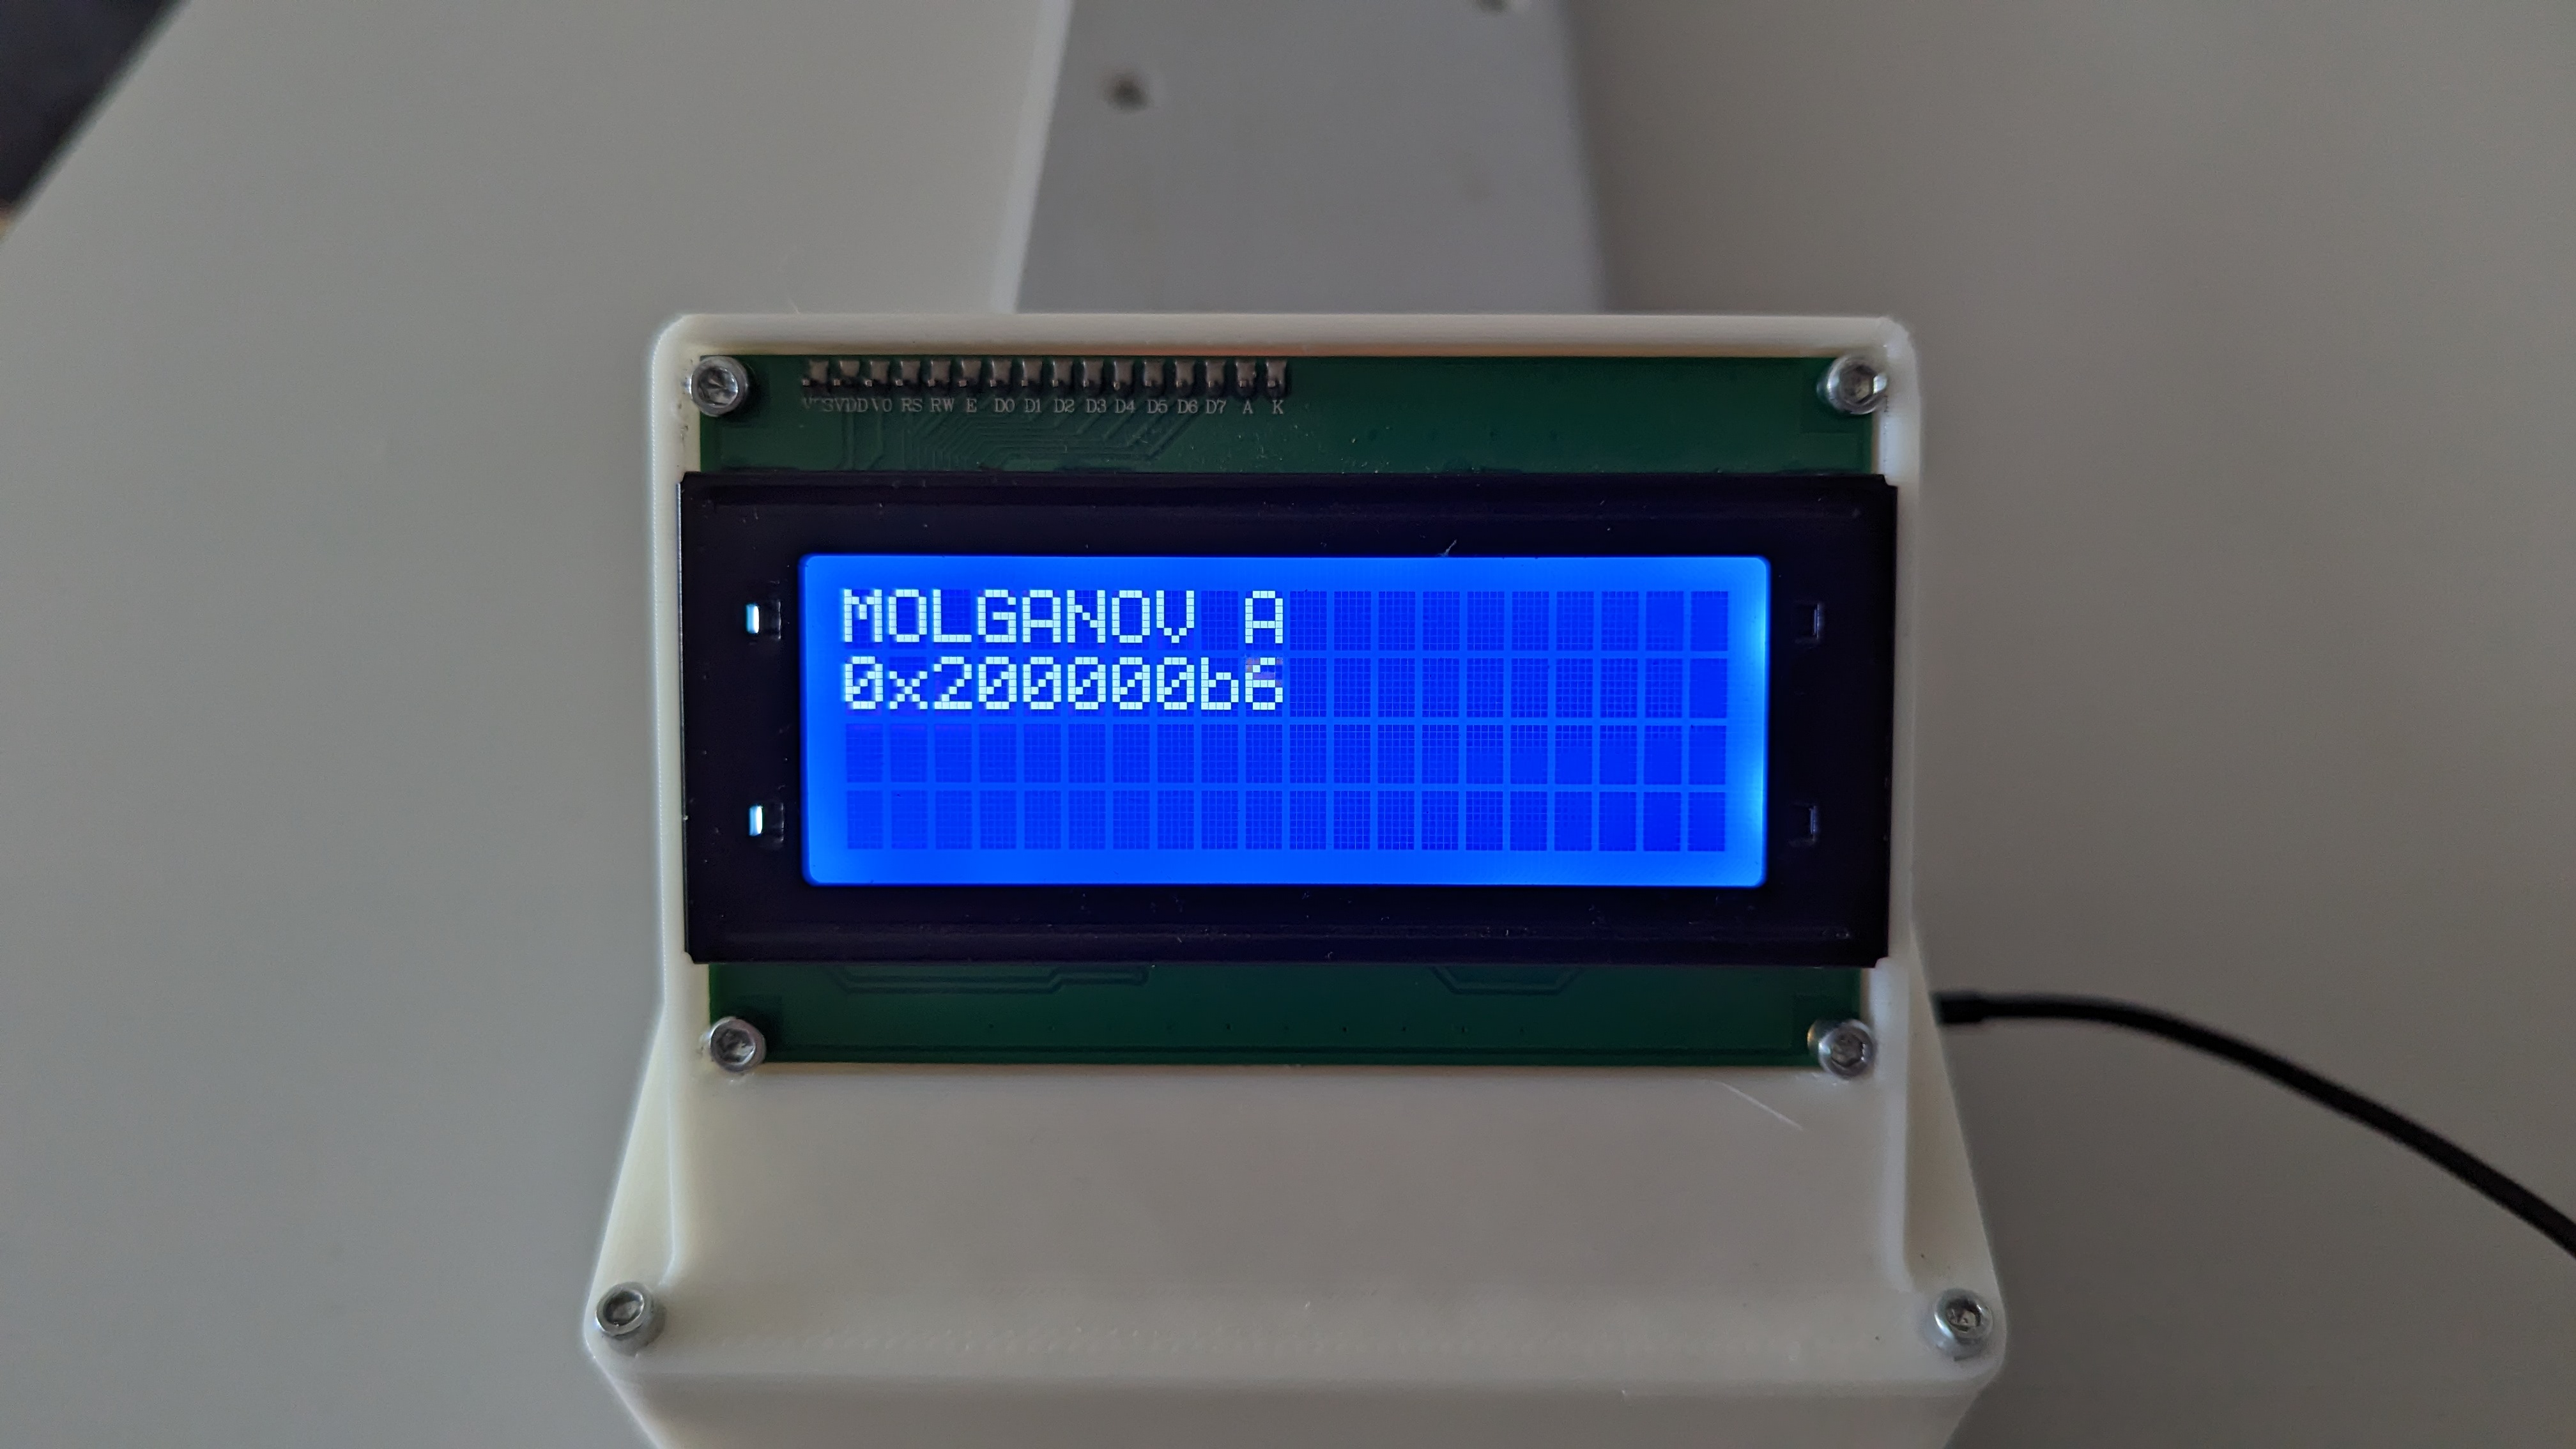 VSS VDD V0 RS RW E D0 D1 D2 D3 D4 D5 D6 D7 A K
MOLGANOV A
0x200000b6